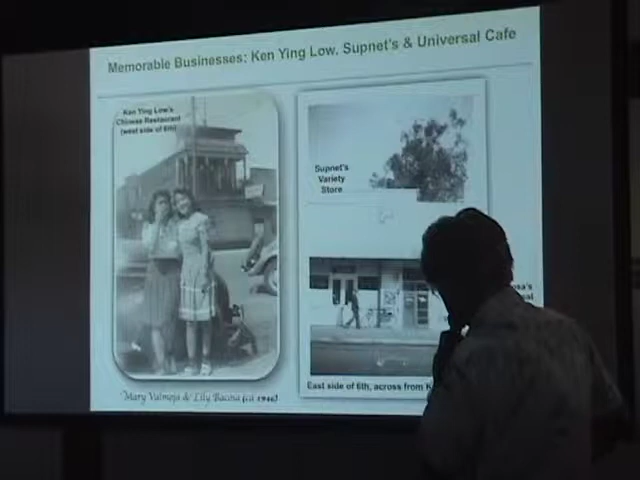 Memorable Businesses: Ken Ying Low, Supnet's & Universal Cafe
Ken Ying Low's
Chinese Restaurant
(west side of 6th)
Supnet's
Variety
Store
East side of 6th, across from K
Mary Valmoja & Lily Bacina (ca 1946)